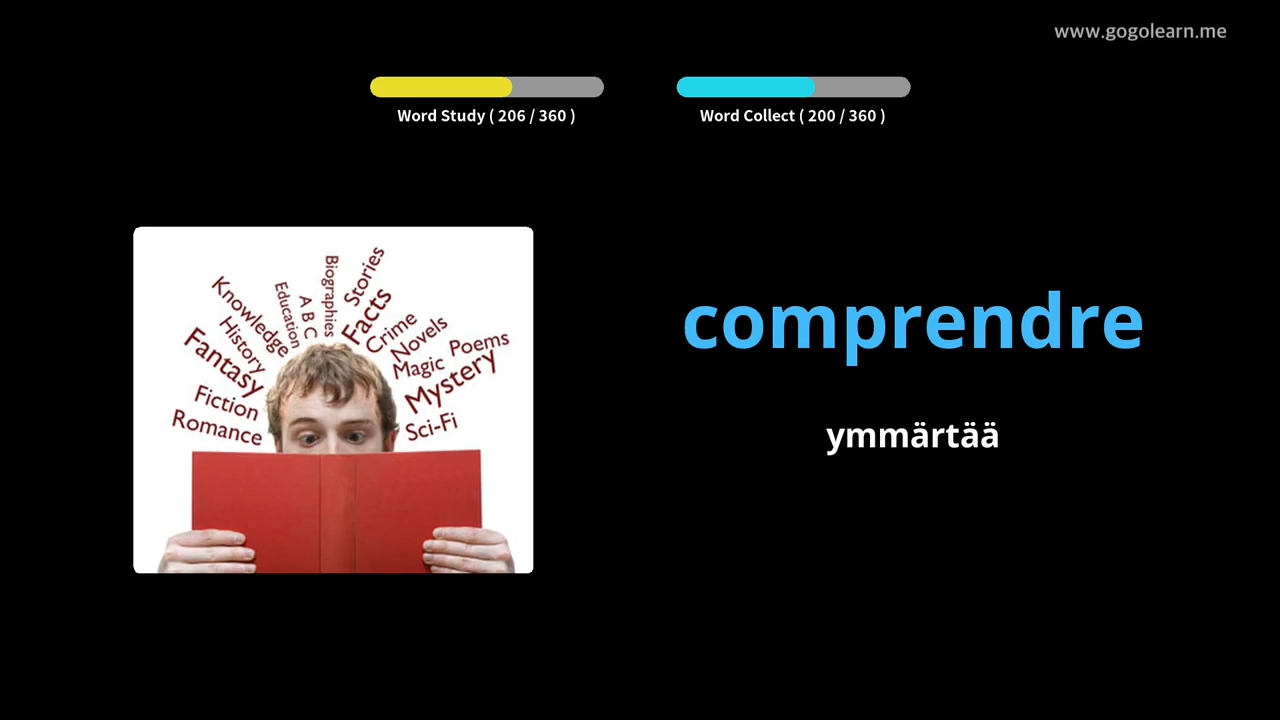 www.gogolearn.me
Word Study ( 206 / 360 )
Word Collect ( 200 / 360 )
Stories
Biographies
Facts
A B C
Education
Knowledge
Crime
History
Novels
Poems
Fantasy
Magic
Mystery
Fiction
Romance
Sci-Fi
comprendre
ymmärtää